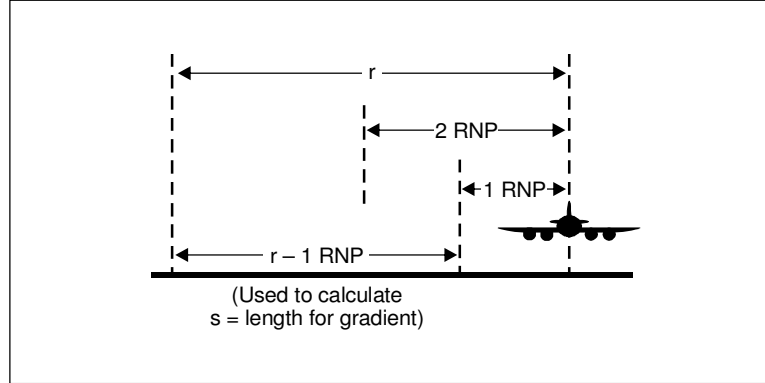 r
2 RNP
1 RNP
r – 1 RNP
(Used to calculate
s = length for gradient)